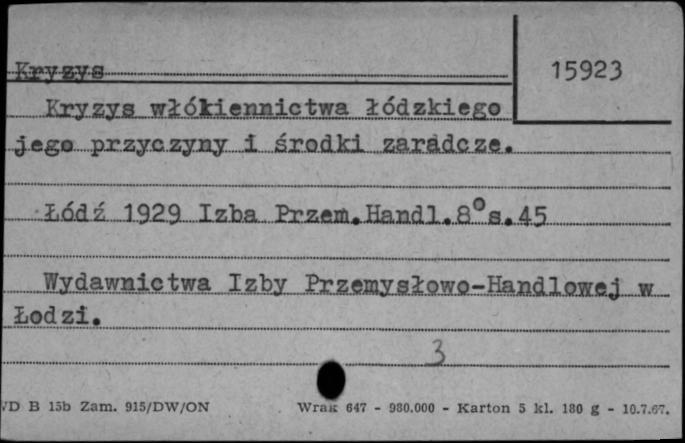 Kryzys
15923
Kryzys włókiennictwa łódzkiego
jego przyczyny i środki zaradcze.
Łódź 1929 Izba Przem.Handl.8°s.45
Wydawnictwa Izby Przemysłowo-Handlowej w
Łodzi.
3
B 15b Zam. 915/DW/ON Wrak 647 - 980.000 - Karton 5 kl. 180 g - 10.7.67.